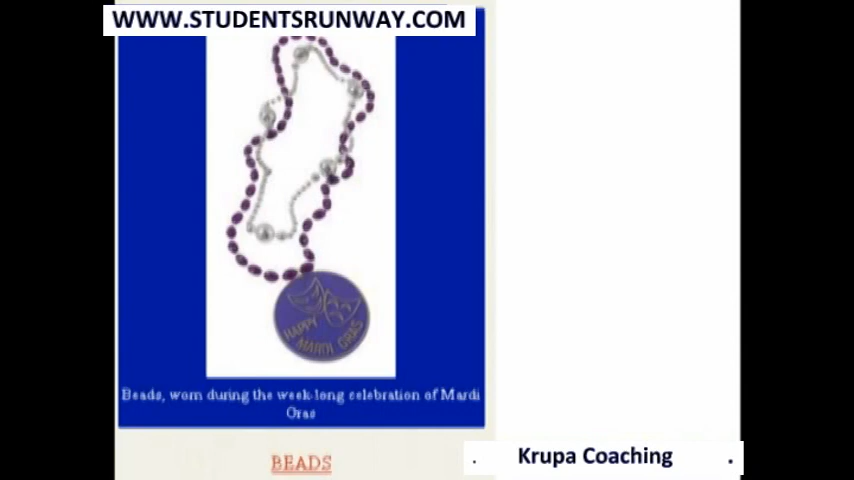 WWW.STUDENTSRUNWAY.COM
HAPPY
MARDI GRAS
Beads, worn during the week-long celebration of Mardi
Gras
BEADS
. Krupa Coaching .